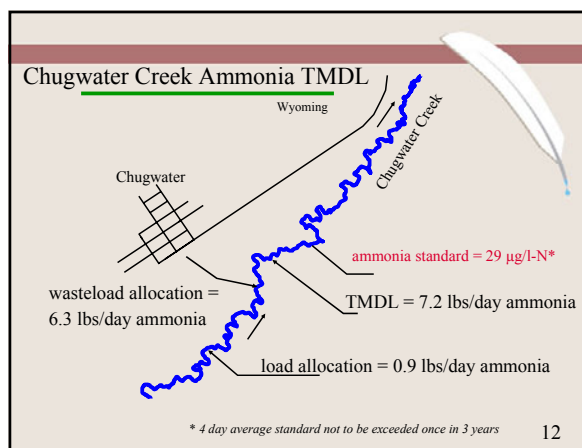 Chugwater Creek Ammonia TMDL
Wyoming
Chugwater Creek
Chugwater
ammonia standard = 29 µg/l-N*
wasteload allocation =
6.3 lbs/day ammonia
TMDL = 7.2 lbs/day ammonia
load allocation = 0.9 lbs/day ammonia
* 4 day average standard not to be exceeded once in 3 years
12